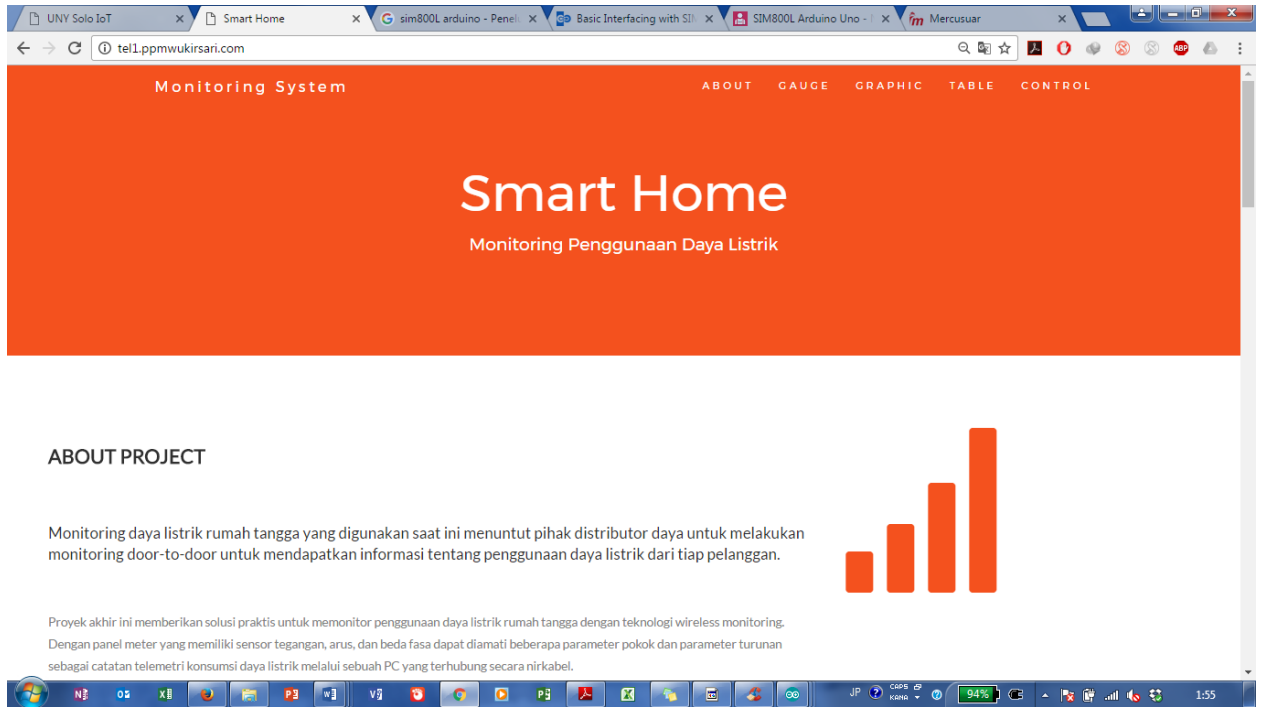 UNY Solo IoT
Smart Home
sim800L arduino - Penel
Basic Interfacing with SIM
SIM800L Arduino Uno -
Mercusuar
tel1.ppmwukirsari.com
Monitoring System
ABOUT GAUGE GRAPHIC TABLE CONTROL
Smart Home
Monitoring Penggunaan Daya Listrik
ABOUT PROJECT
Monitoring daya listrik rumah tangga yang digunakan saat ini menuntut pihak distributor daya untuk melakukan
monitoring door-to-door untuk mendapatkan informasi tentang penggunaan daya listrik dari tiap pelanggan.
Proyek akhir ini memberikan solusi praktis untuk memonitor penggunaan daya listrik rumah tangga dengan teknologi wireless monitoring.
Dengan panel meter yang memiliki sensor tegangan, arus, dan beda fasa dapat diamati beberapa parameter pokok dan parameter turunan
sebagai catatan telemetri konsumsi daya listrik melalui sebuah PC yang terhubung secara nirkabel.
JP CAPS KANA 94% 1:55